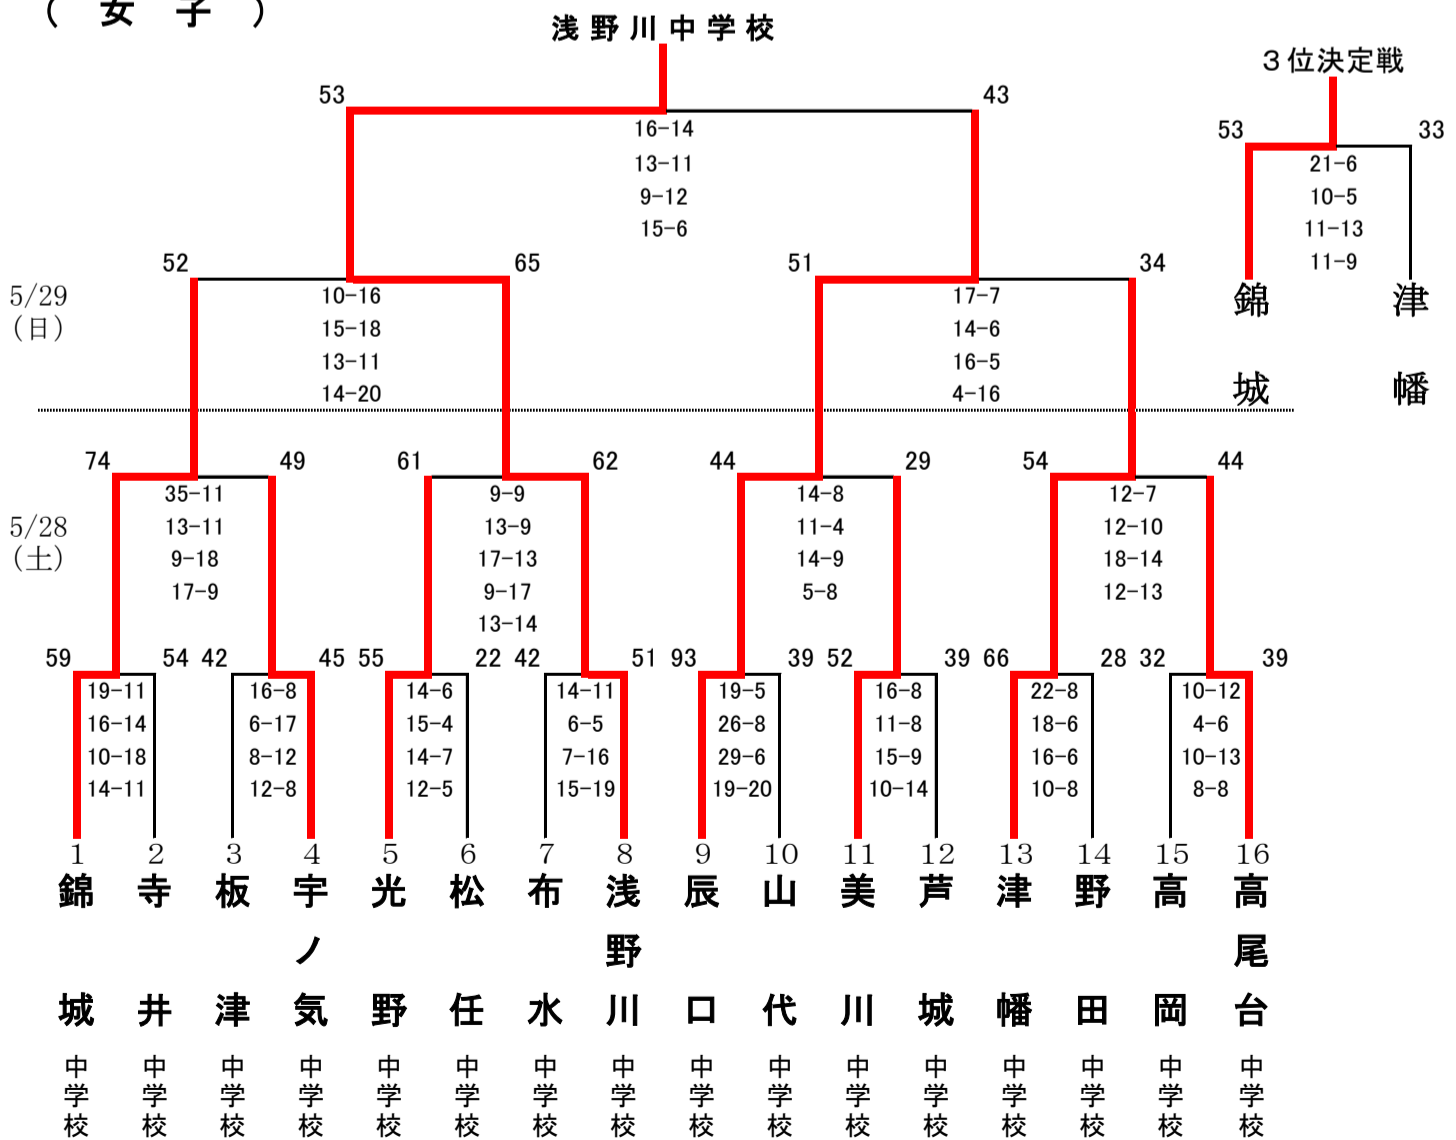 （ 女 子 ）
浅野川中学校
３位決定戦
53 43
16-14
13-11
9-12
15-6
53 33
21-6
10-5
11-13
11-9
錦城 津幡
5/29
（日）
52 65 51 34
10-16 17-7
15-18 14-6
13-11 16-5
14-20 4-16
5/28
（土）
74 49 61 62 44 29 54 44
35-11 9-9 14-8 12-7
13-11 13-9 11-4 12-10
9-18 17-13 14-9 18-14
17-9 9-17 5-8 12-13
13-14
59 54 42 45 55 22 42 51 93 39 52 39 66 28 32 39
19-11 16-8 14-6 14-11 19-5 16-8 22-8 10-12
16-14 6-17 15-4 6-5 26-8 11-8 18-6 4-6
10-18 8-12 14-7 7-16 29-6 15-9 16-6 10-13
14-11 12-8 12-5 15-19 19-20 10-14 10-8 8-8
1 2 3 4 5 6 7 8 9 10 11 12 13 14 15 16
錦城中学校
寺井中学校
板津中学校
宇ノ気中学校
光野中学校
松任中学校
布水中学校
浅野川中学校
辰口中学校
山代中学校
美川中学校
芦城中学校
津幡中学校
野田中学校
高岡中学校
高尾台中学校